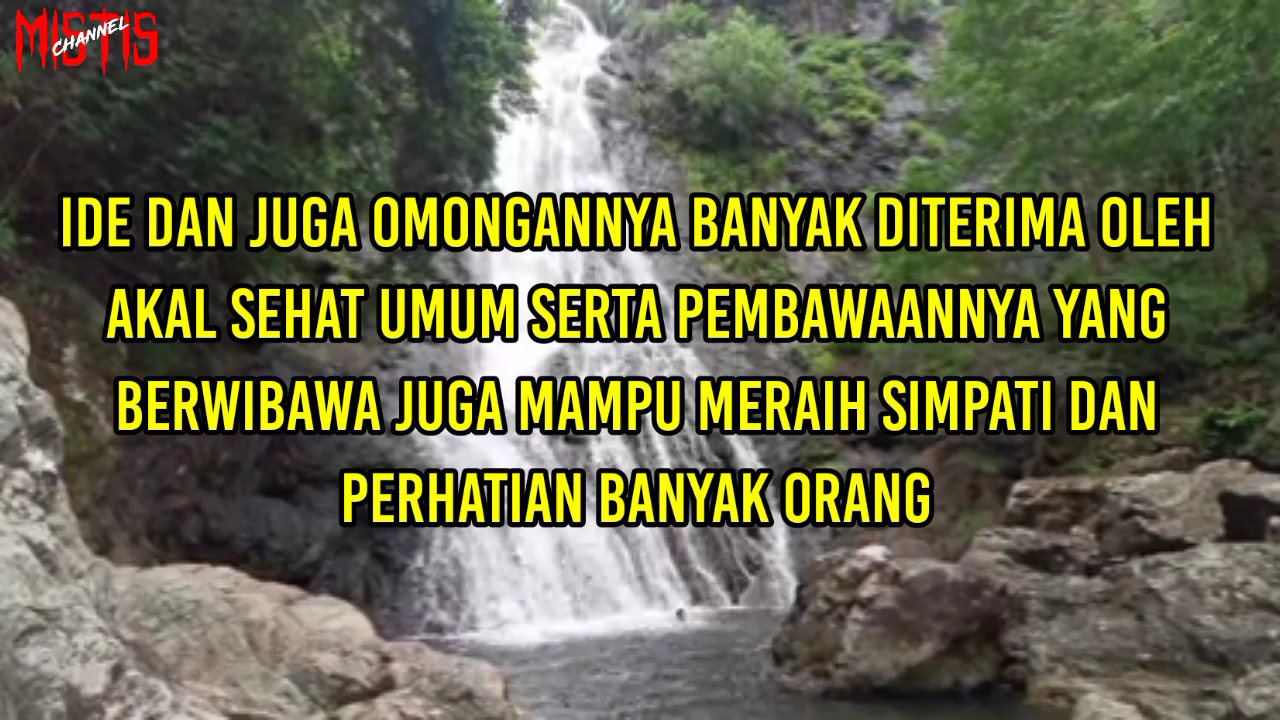 MISTIS
CHANNEL
IDE DAN JUGA OMONGANNYA BANYAK DITERIMA OLEH
AKAL SEHAT UMUM SERTA PEMBAWAANNYA YANG
BERWIBAWA JUGA MAMPU MERAIH SIMPATI DAN
PERHATIAN BANYAK ORANG